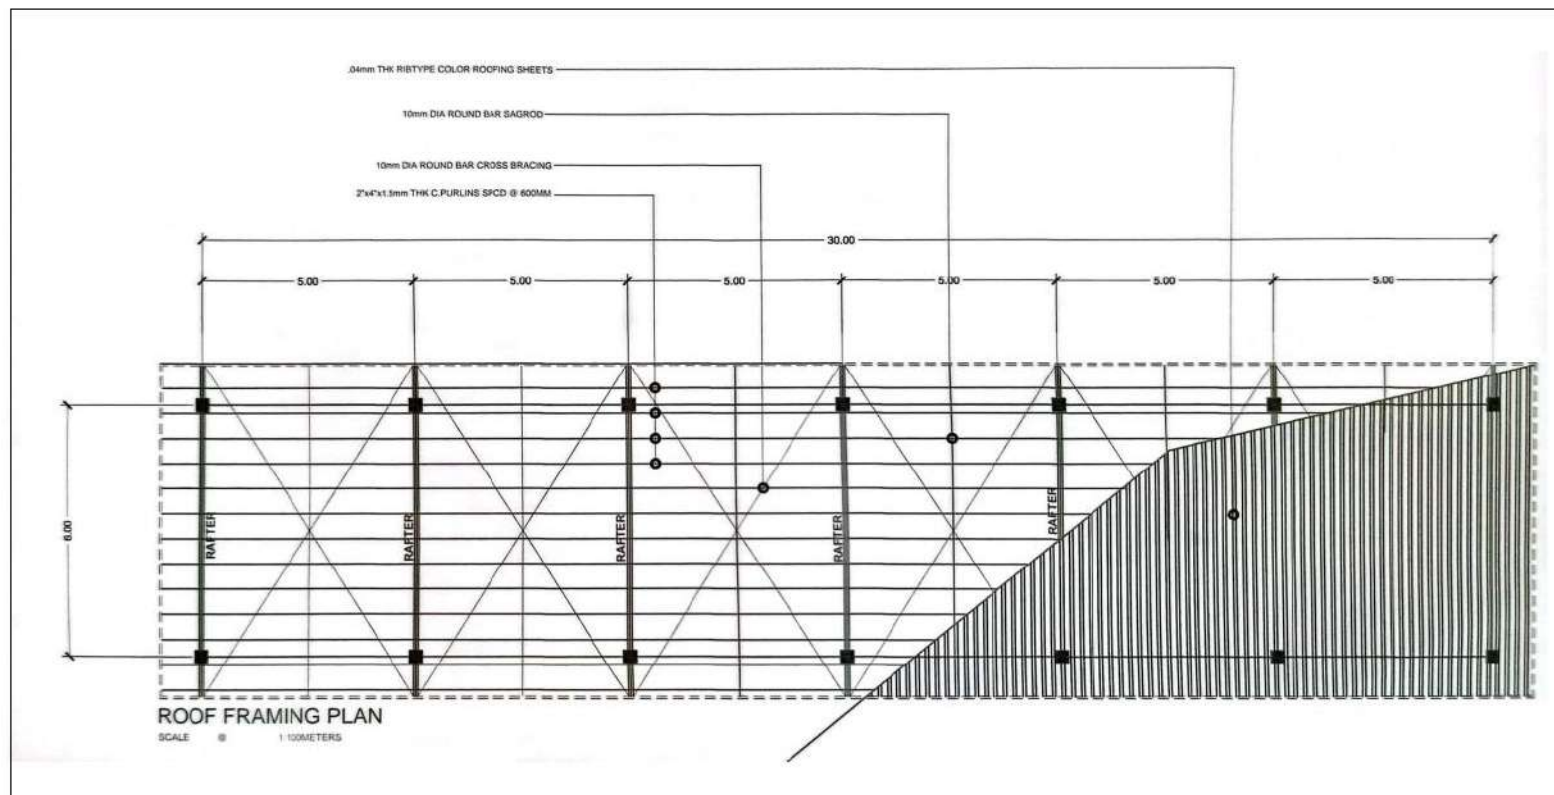 .04mm THK RIBTYPE COLOR ROOFING SHEETS
10mm DIA ROUND BAR SAGROD
10mm DIA ROUND BAR CROSS BRACING
2"x4"x1.5mm THK C.PURLINS SPCD @ 600MM
30.00
5.00 5.00 5.00 5.00 5.00 5.00
6.00
RAFTER RAFTER RAFTER RAFTER RAFTER
ROOF FRAMING PLAN
SCALE @ 1:100METERS